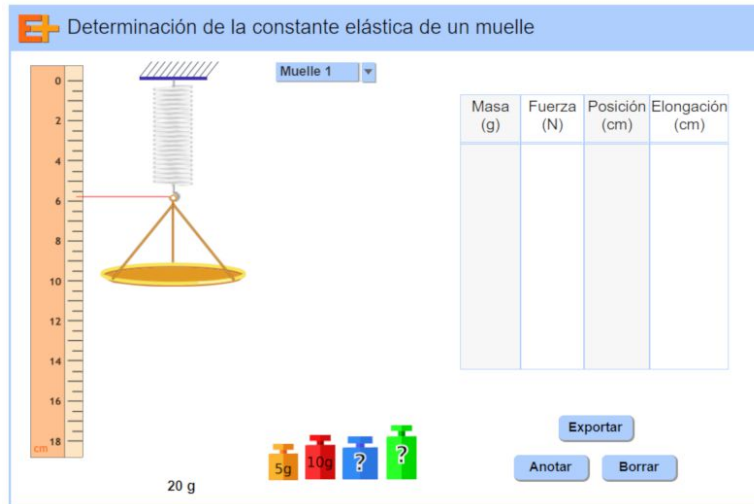 E+ Determinación de la constante elástica de un muelle
Muelle 1
0
2
4
6
8
10
12
14
16
18
cm
Masa (g) Fuerza (N) Posición (cm) Elongación (cm)
5g 10g ? ?
20 g
Exportar
Anotar Borrar